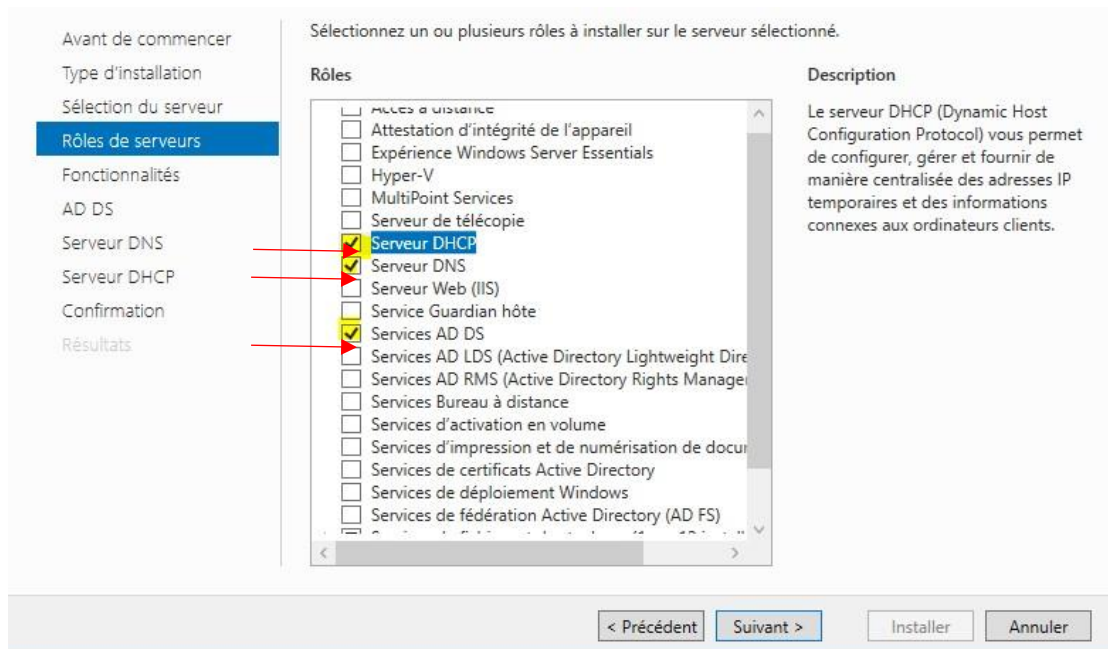 Avant de commencer
Type d'installation
Sélection du serveur
Rôles de serveurs
Fonctionnalités
AD DS
Serveur DNS
Serveur DHCP
Confirmation
Résultats
Sélectionnez un ou plusieurs rôles à installer sur le serveur sélectionné.
Rôles
Accès à distance
Attestation d'intégrité de l'appareil
Expérience Windows Server Essentials
Hyper-V
MultiPoint Services
Serveur de télécopie
Serveur DHCP
Serveur DNS
Serveur Web (IIS)
Service Guardian hôte
Services AD DS
Services AD LDS (Active Directory Lightweight Dire
Services AD RMS (Active Directory Rights Manage
Services Bureau à distance
Services d'activation en volume
Services d'impression et de numérisation de docu
Services de certificats Active Directory
Services de déploiement Windows
Services de fédération Active Directory (AD FS)
Description
Le serveur DHCP (Dynamic Host
Configuration Protocol) vous permet
de configurer, gérer et fournir de
manière centralisée des adresses IP
temporaires et des informations
connexes aux ordinateurs clients.
< Précédent
Suivant >
Installer
Annuler